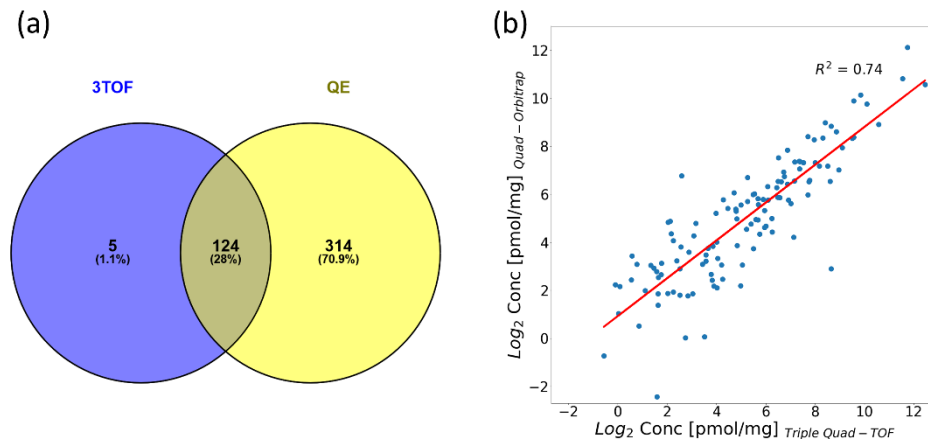 (a)
3TOF
QE
5
(1.1%)
124
(28%)
314
(70.9%)
(b)
R² = 0.74
12
10
8
6
4
2
0
−2
Log₂ Conc [pmol/mg] Quad−Orbitrap
−2 0 2 4 6 8 10 12
Log₂ Conc [pmol/mg] Triple Quad−TOF